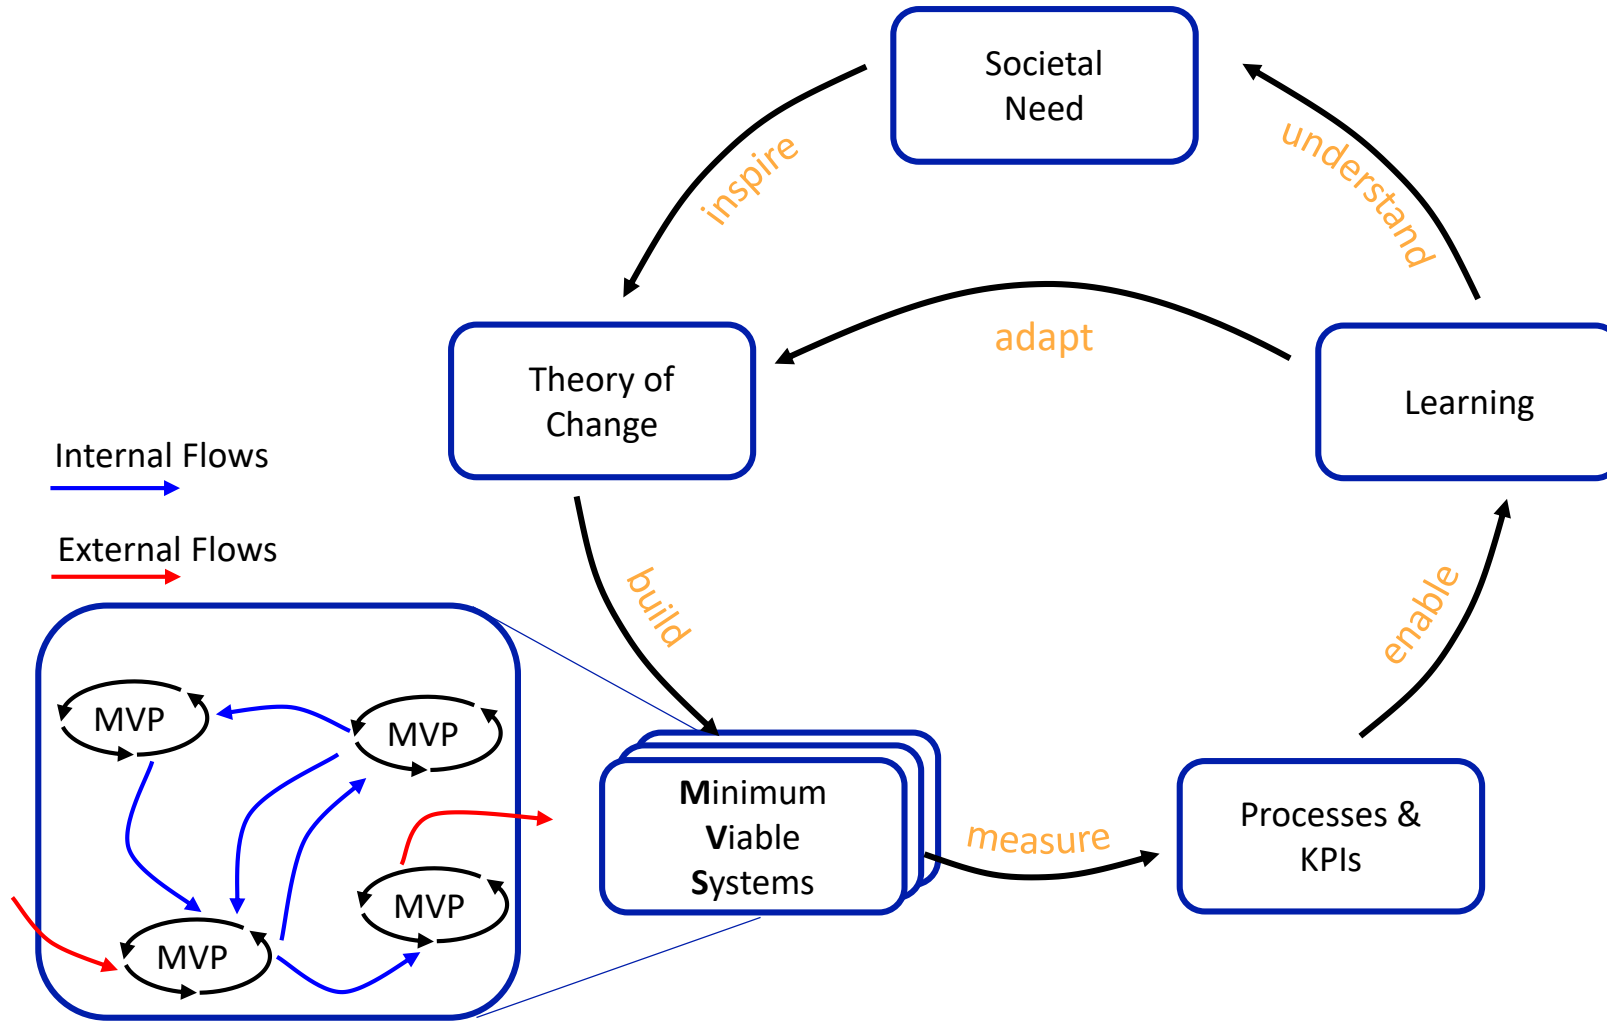 Societal
Need
inspire
understand
adapt
Theory of
Change
Learning
Internal Flows
External Flows
build
enable
MVP
MVP
MVP
MVP
Minimum
Viable
Systems
measure
Processes &
KPIs